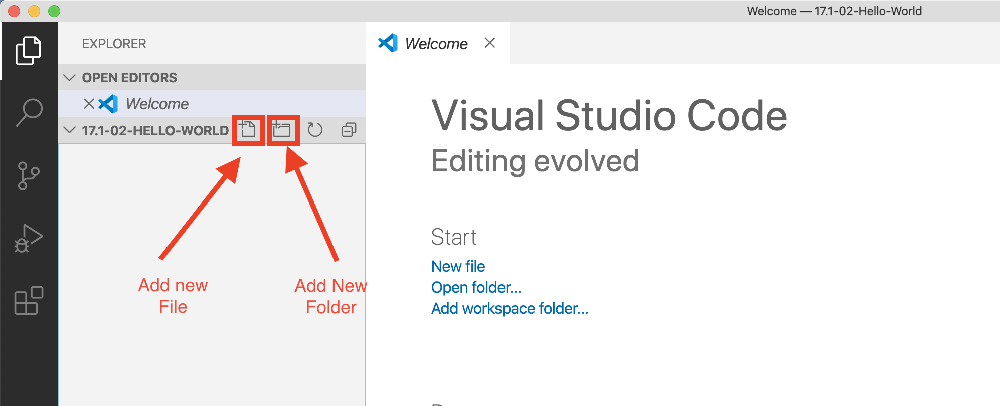 Welcome — 17.1-02-Hello-World
EXPLORER
Welcome
OPEN EDITORS
Welcome
17.1-02-HELLO-WORLD
Add new
File
Add New
Folder
Visual Studio Code
Editing evolved
Start
New file
Open folder...
Add workspace folder...